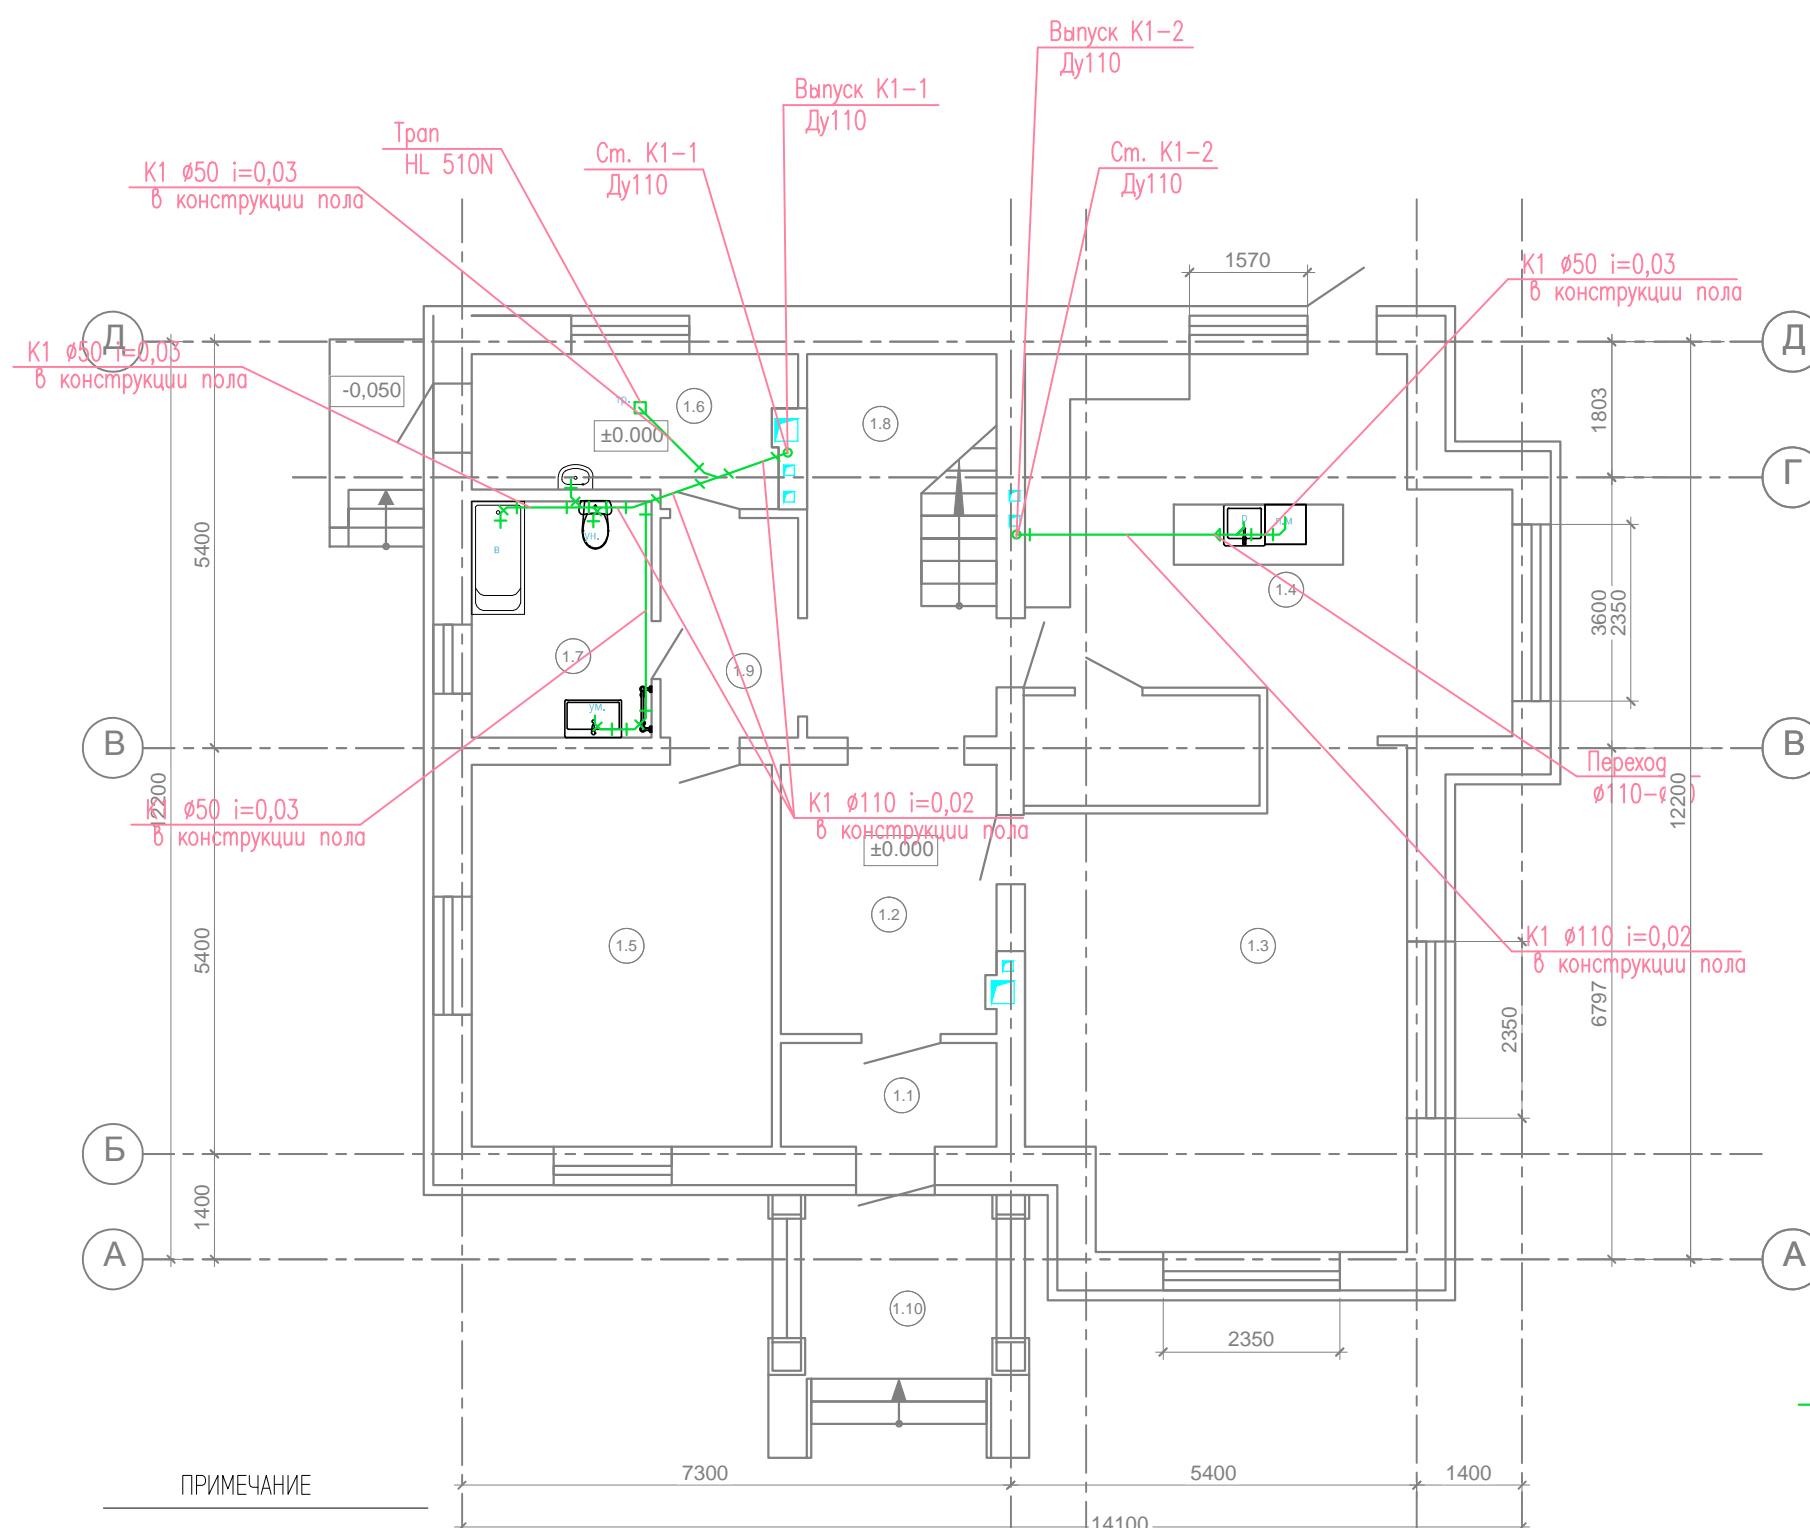 Выпуск К1-2
Ду110
Выпуск К1-1
Ду110
Трап
HL 510N
Ст. К1-1
Ду110
Ст. К1-2
Ду110
К1 ø50 i=0,03
в конструкции пола
1570
К1 ø50 i=0,03
в конструкции пола
Д
Д
К1 ø50 i=0,03
в конструкции пола
-0,050
тр.
1.6
1.8
±0.000
1803
Г
5400
в
ун.
р
п.м
1.4
3600
2350
1.7
1.9
ум.
В
В
Переход
ø110-
12200
12200
К1 ø110 i=0,02
в конструкции пола
ø50 i=0,03
в конструкции пола
±0.000
1.2
1.5
1.3
К1 ø110 i=0,02
в конструкции пола
5400
6797
2350
1.1
Б
1400
А
А
1.10
2350
ПРИМЕЧАНИЕ
7300
5400
1400
14100